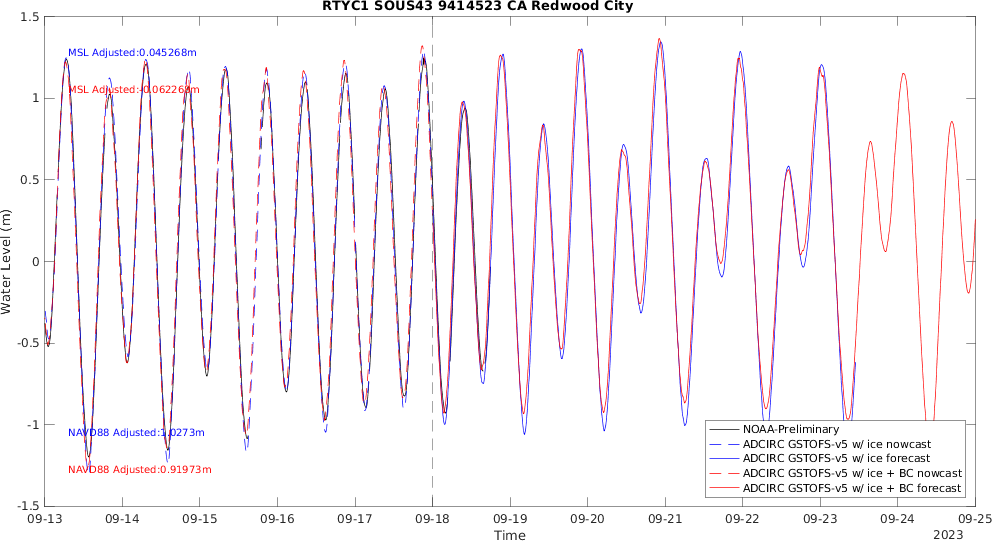 RTYC1 SOUS43 9414523 CA Redwood City
1.5
1
0.5
0
-0.5
-1
-1.5
Water Level (m)
MSL Adjusted:0.045268m
MSL Adjusted:-0.062263m
NAVD88 Adjusted:1.0273m
NAVD88 Adjusted:0.91973m
NOAA-Preliminary
ADCIRC GSTOFS-v5 w/ ice nowcast
ADCIRC GSTOFS-v5 w/ ice forecast
ADCIRC GSTOFS-v5 w/ ice + BC nowcast
ADCIRC GSTOFS-v5 w/ ice + BC forecast
09-13 09-14 09-15 09-16 09-17 09-18 09-19 09-20 09-21 09-22 09-23 09-24 09-25
Time
2023